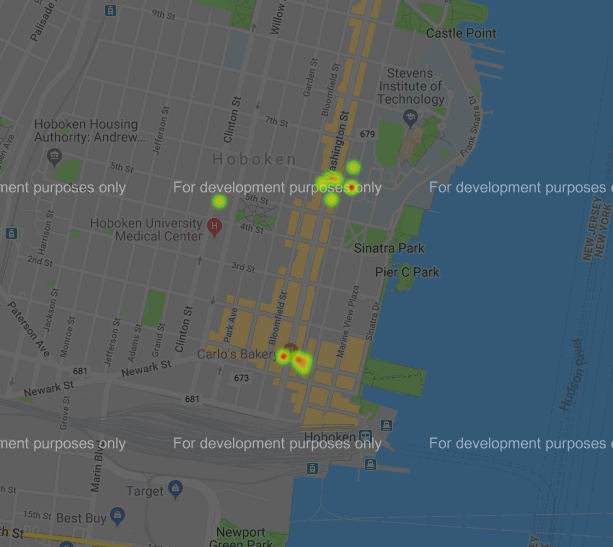 Palisade
9th St
Willow
Castle Point
Garden St
Bloomfield St
Stevens
Institute of
Technology
Jefferson St
Clinton St
7th St
679
Washington St
Frank Sinatra Dr
Hoboken Housing
Authority: Andrew...
Hoboken
5th St
ment purposes only
For development purposes only
For development purposes o
5th St
Harrison St
Hoboken University
Medical Center
4th St
NEW JERSEY
NEW YORK
Sinatra Park
2nd St
3rd St
Pier C Park
Paterson Ave
Jackson St
Monroe St
Jefferson St
Adams St
Grand St
Clinton St
Park Ave
Bloomfield St
Marine View Plaza
Sinatra Dr
Hudson River
Carlo's Bakery
681
Newark St
673
Newark St
681
Grove St
Hoboken
ment purposes only
For development purposes only
For development purposes o
Marin Blvd
Target
15th St
Best Buy
th St
Newport
Green Park